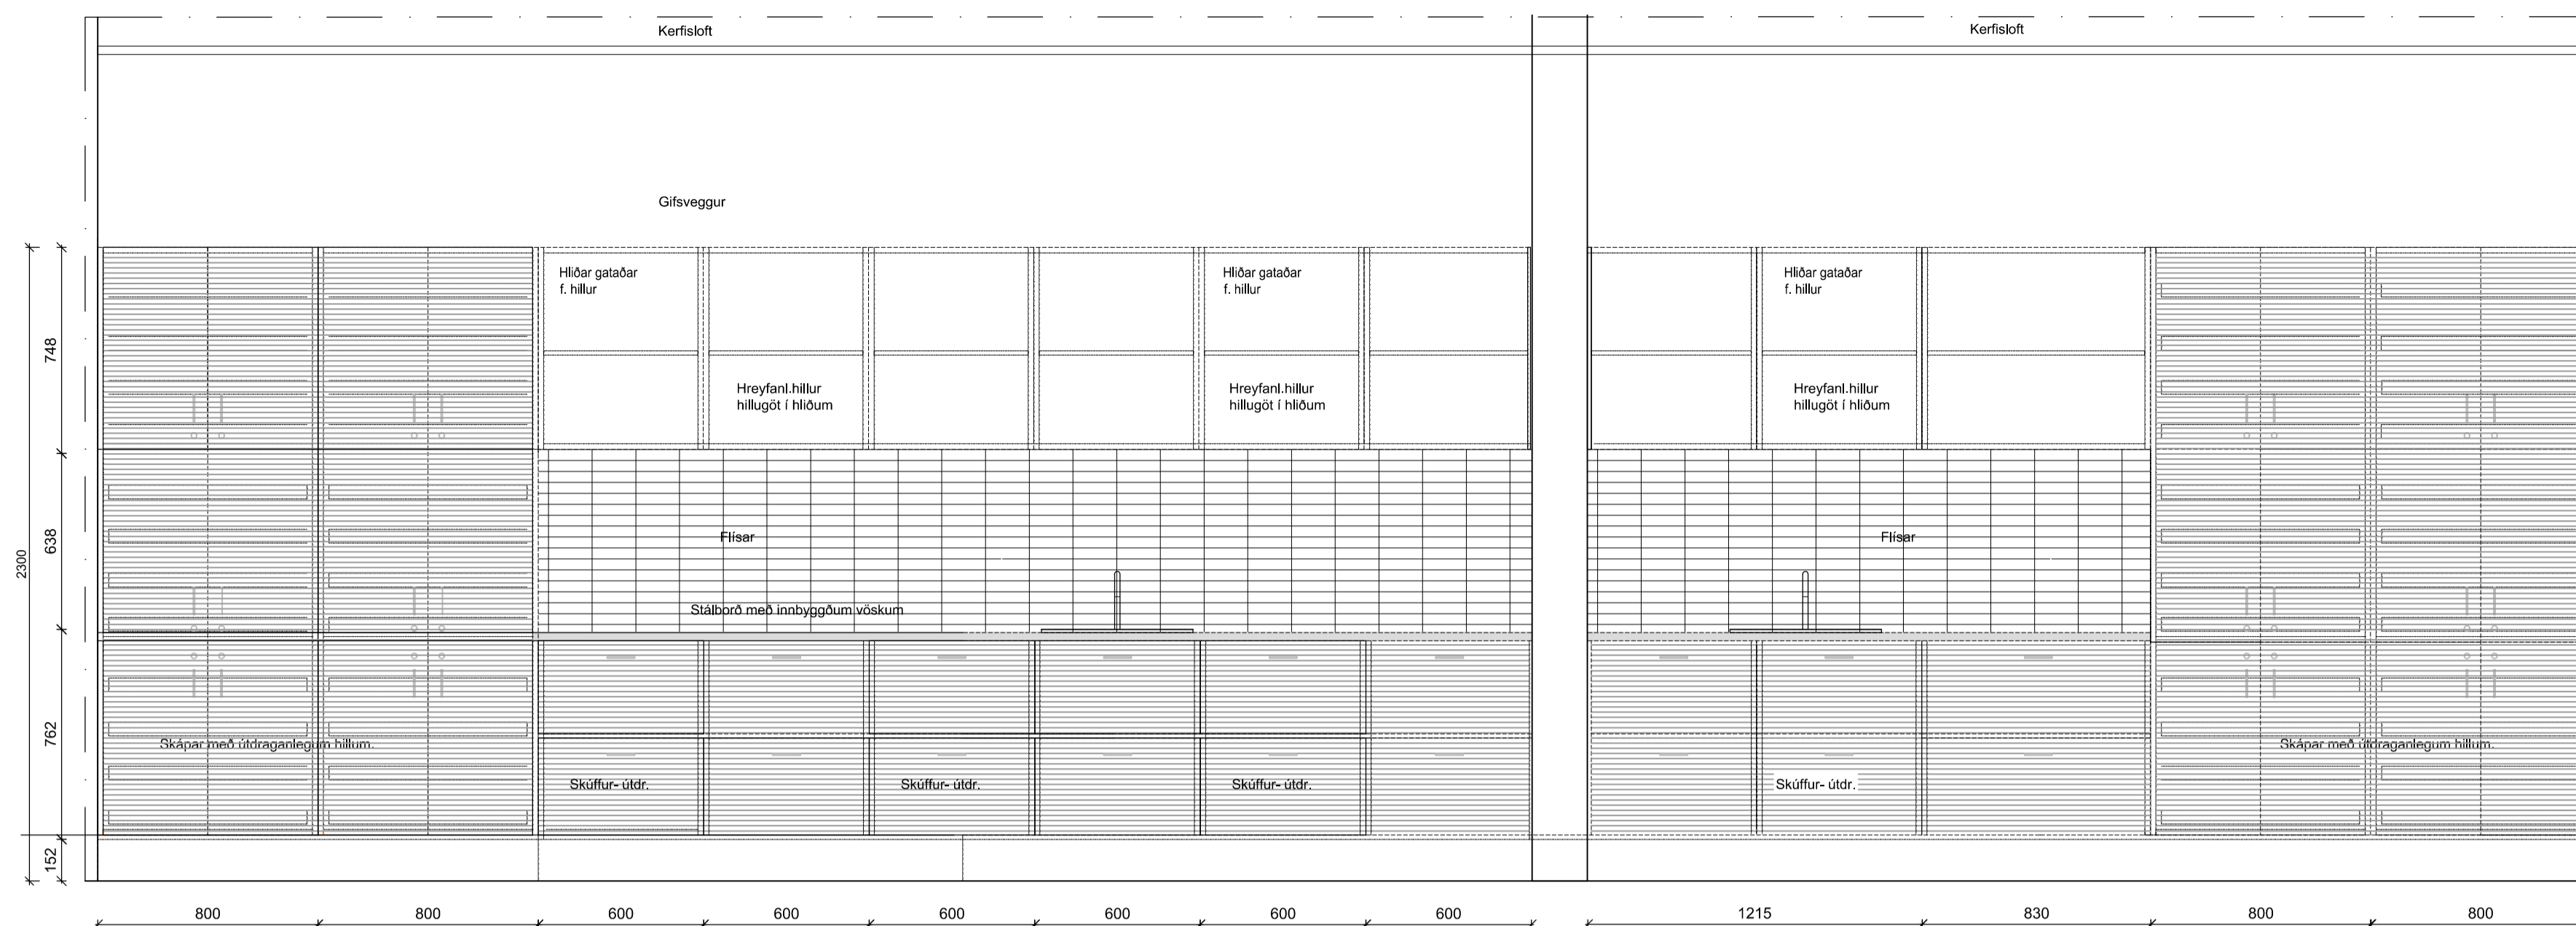 Kerfisloft
Kerfisloft
Gifsveggur
Hliðar gataðar
f. hillur
Hliðar gataðar
f. hillur
Hliðar gataðar
f. hillur
748
Hreyfanl.hillur
hillugöt í hliðum
Hreyfanl.hillur
hillugöt í hliðum
Hreyfanl.hillur
hillugöt í hliðum
638
2300
Flísar
Flísar
Stálborð með innbyggðum vöskum
762
Skápar með útdraganlegum hillum.
Skápar með útdraganlegum hillum.
Skúffur- útdr.
Skúffur- útdr.
Skúffur- útdr.
Skúffur- útdr.
152
800 800 600 600 600 600 600 600 1215 830 800 800